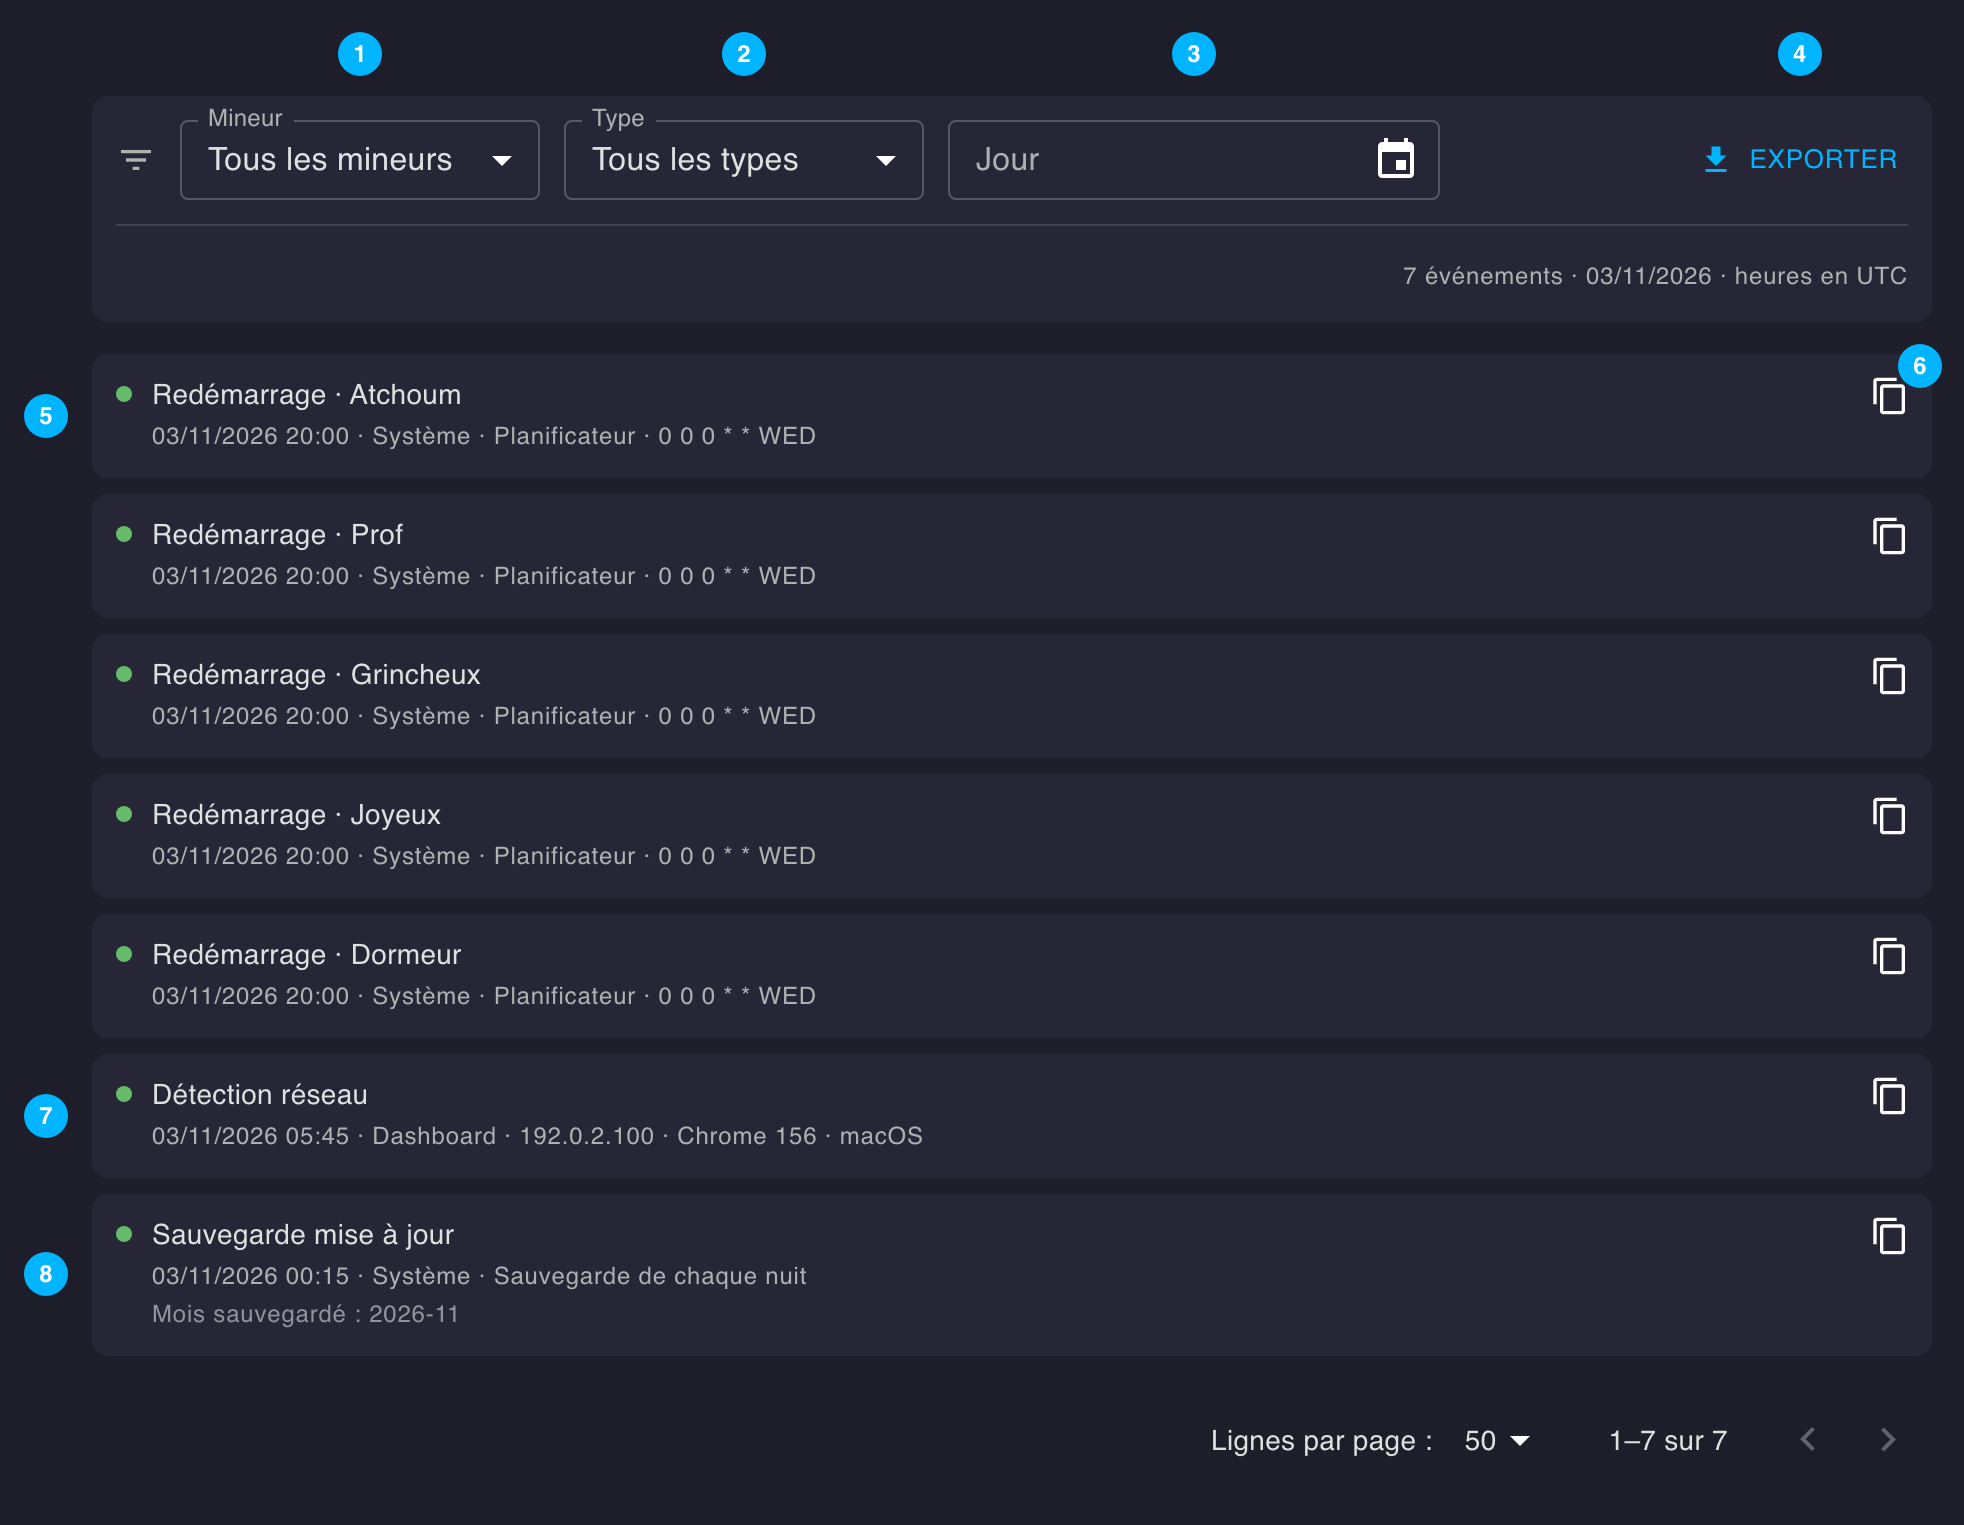 1
2
3
4
Mineur
Tous les mineurs
Type
Tous les types
Jour
EXPORTER
7 événements · 03/11/2026 · heures en UTC
6
5
Redémarrage · Atchoum
03/11/2026 20:00 · Système · Planificateur · 0 0 0 * * WED
Redémarrage · Prof
03/11/2026 20:00 · Système · Planificateur · 0 0 0 * * WED
Redémarrage · Grincheux
03/11/2026 20:00 · Système · Planificateur · 0 0 0 * * WED
Redémarrage · Joyeux
03/11/2026 20:00 · Système · Planificateur · 0 0 0 * * WED
Redémarrage · Dormeur
03/11/2026 20:00 · Système · Planificateur · 0 0 0 * * WED
7
Détection réseau
03/11/2026 05:45 · Dashboard · 192.0.2.100 · Chrome 156 · macOS
8
Sauvegarde mise à jour
03/11/2026 00:15 · Système · Sauvegarde de chaque nuit
Mois sauvegardé : 2026-11
Lignes par page : 50 1–7 sur 7